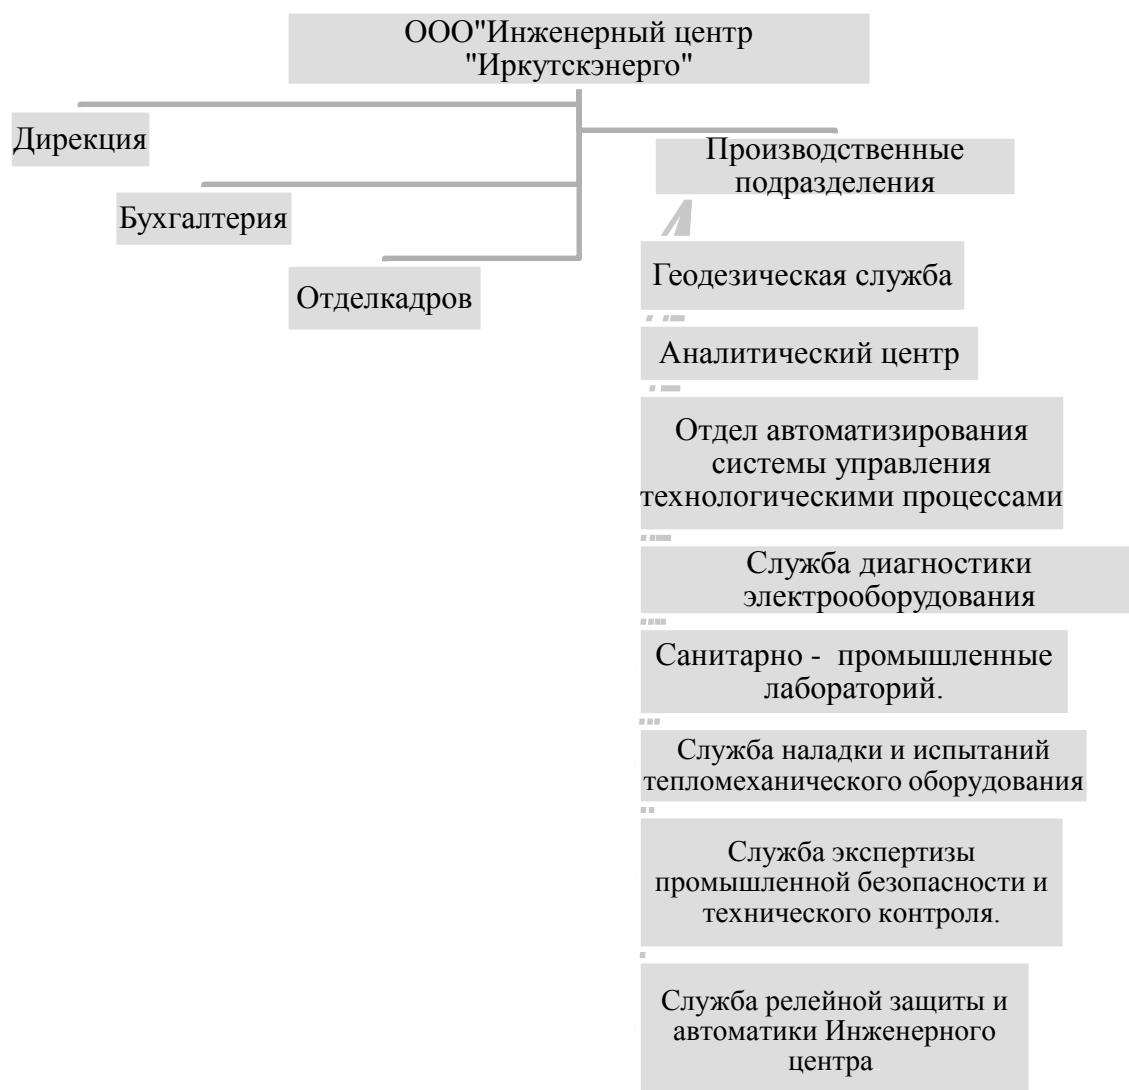 ООО"Инженерный центр
"Иркутскэнерго"
Дирекция
Производственные
подразделения
Бухгалтерия
Отделкадров
Геодезическая служба
Аналитический центр
Отдел автоматизирования
системы управления
технологическими процессами
Служба диагностики
электрооборудования
Санитарно -  промышленные
лабораторий.
Служба наладки и испытаний
тепломеханического оборудования
Служба экспертизы
промышленной безопасности и
технического контроля.
Служба релейной защиты и
автоматики Инженерного
центра